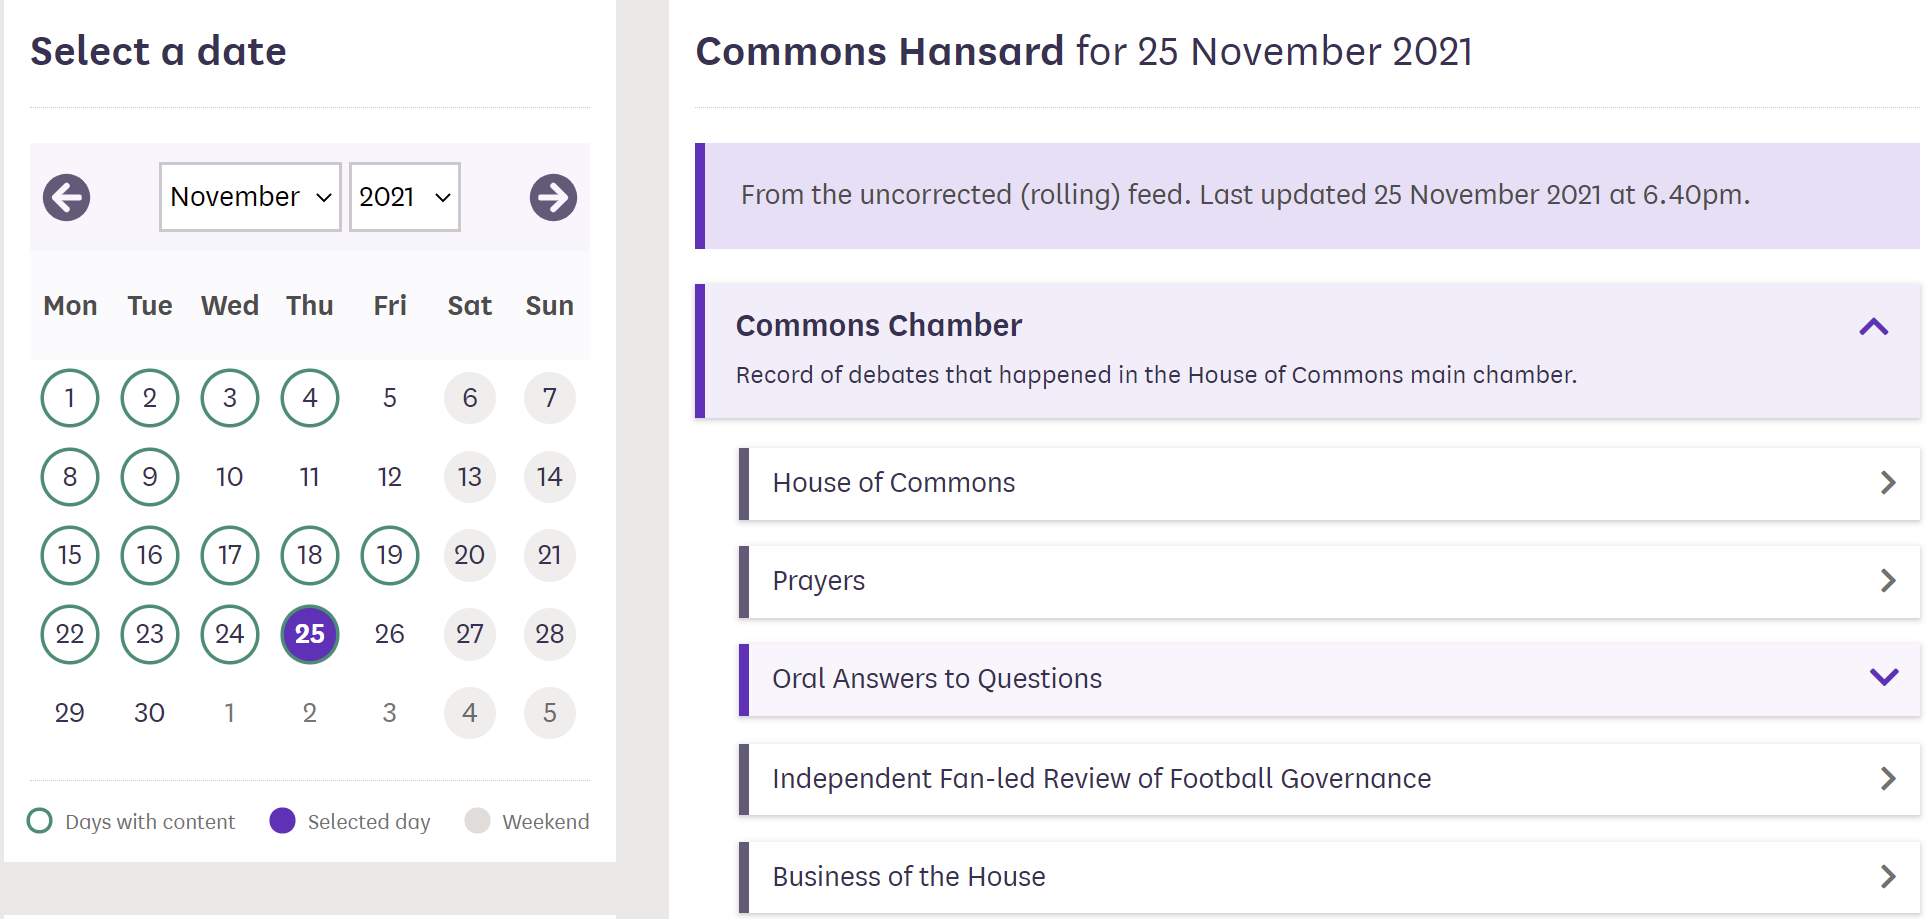 Select a date
November 2021
Mon Tue Wed Thu Fri Sat Sun
1 2 3 4 5 6 7
8 9 10 11 12 13 14
15 16 17 18 19 20 21
22 23 24 25 26 27 28
29 30 1 2 3 4 5
Days with content Selected day Weekend
Commons Hansard for 25 November 2021
From the uncorrected (rolling) feed. Last updated 25 November 2021 at 6.40pm.
Commons Chamber
Record of debates that happened in the House of Commons main chamber.
House of Commons
Prayers
Oral Answers to Questions
Independent Fan-led Review of Football Governance
Business of the House